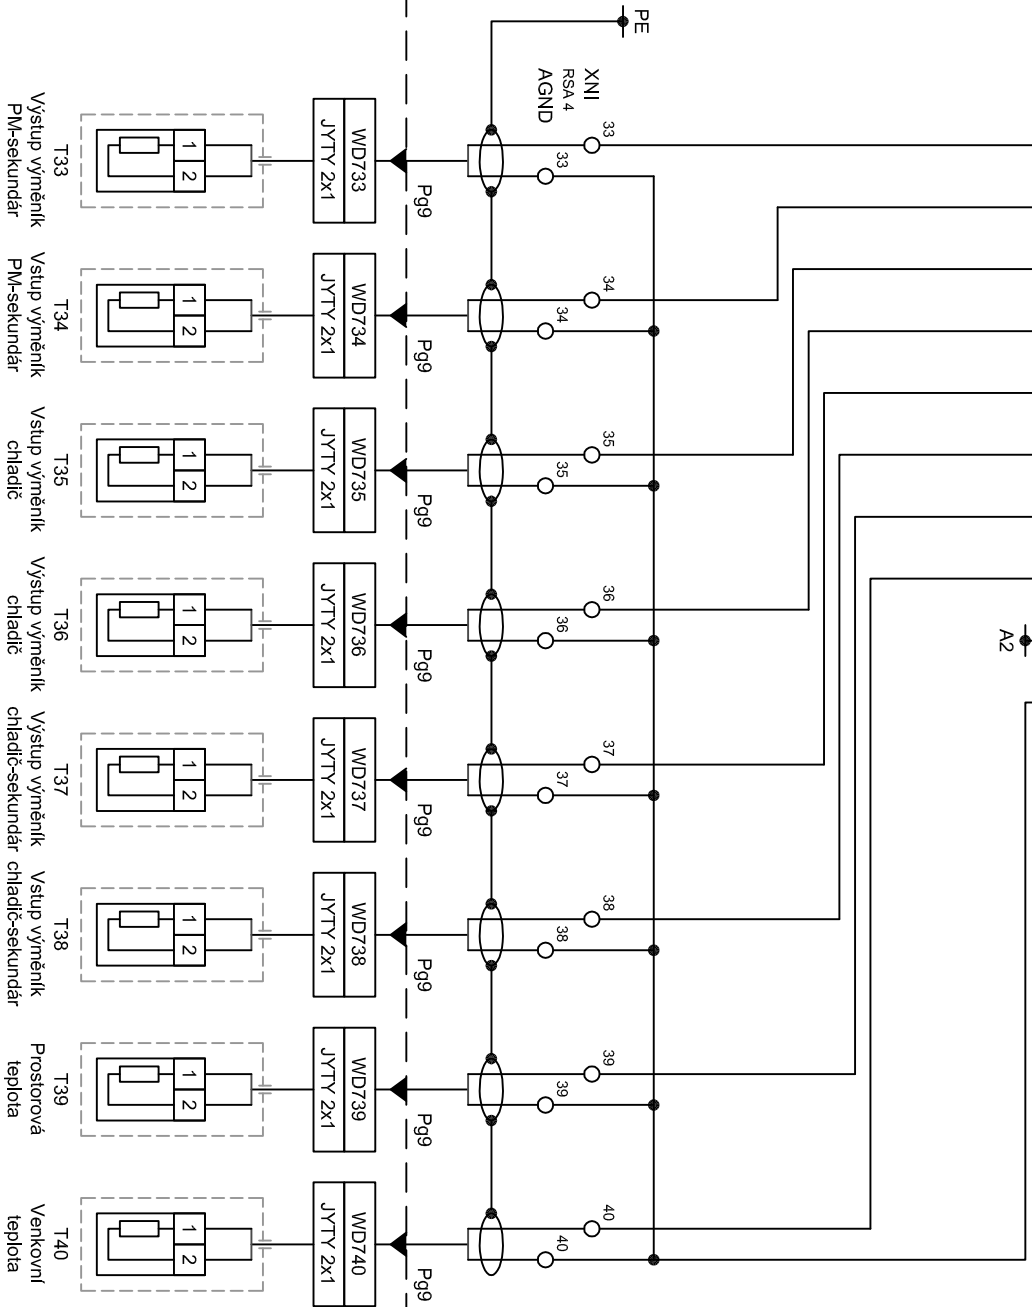 PE
XNI
RSA 4
AGND
33
33
Pg9
WD733
JYTY 2x1
1
2
T33
Výstup výměník
PM-sekundár
34
34
Pg9
WD734
JYTY 2x1
1
2
T34
Vstup výměník
PM-sekundár
35
35
Pg9
WD735
JYTY 2x1
1
2
T35
Vstup výměník
chladič
36
36
Pg9
WD736
JYTY 2x1
1
2
T36
Výstup výměník
chladič
A2
37
37
Pg9
WD737
JYTY 2x1
1
2
T37
Výstup výměník
chladič-sekundár
38
38
Pg9
WD738
JYTY 2x1
1
2
T38
Vstup výměník
chladič-sekundár
39
39
Pg9
WD739
JYTY 2x1
1
2
T39
Prostorová
teplota
40
40
Pg9
WD740
JYTY 2x1
1
2
T40
Venkovní
teplota